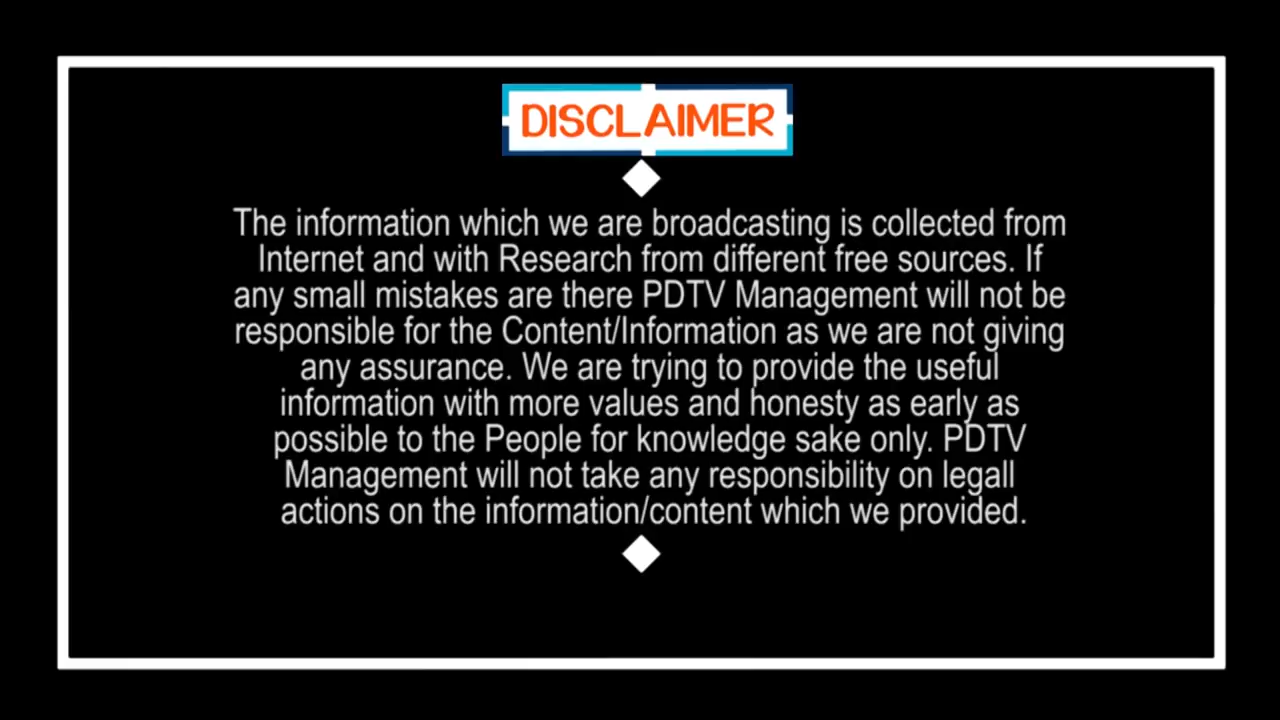 DISCLAIMER
The information which we are broadcasting is collected from
Internet and with Research from different free sources. If
any small mistakes are there PDTV Management will not be
responsible for the Content/Information as we are not giving
any assurance. We are trying to provide the useful
information with more values and honesty as early as
possible to the People for knowledge sake only. PDTV
Management will not take any responsibility on legall
actions on the information/content which we provided.